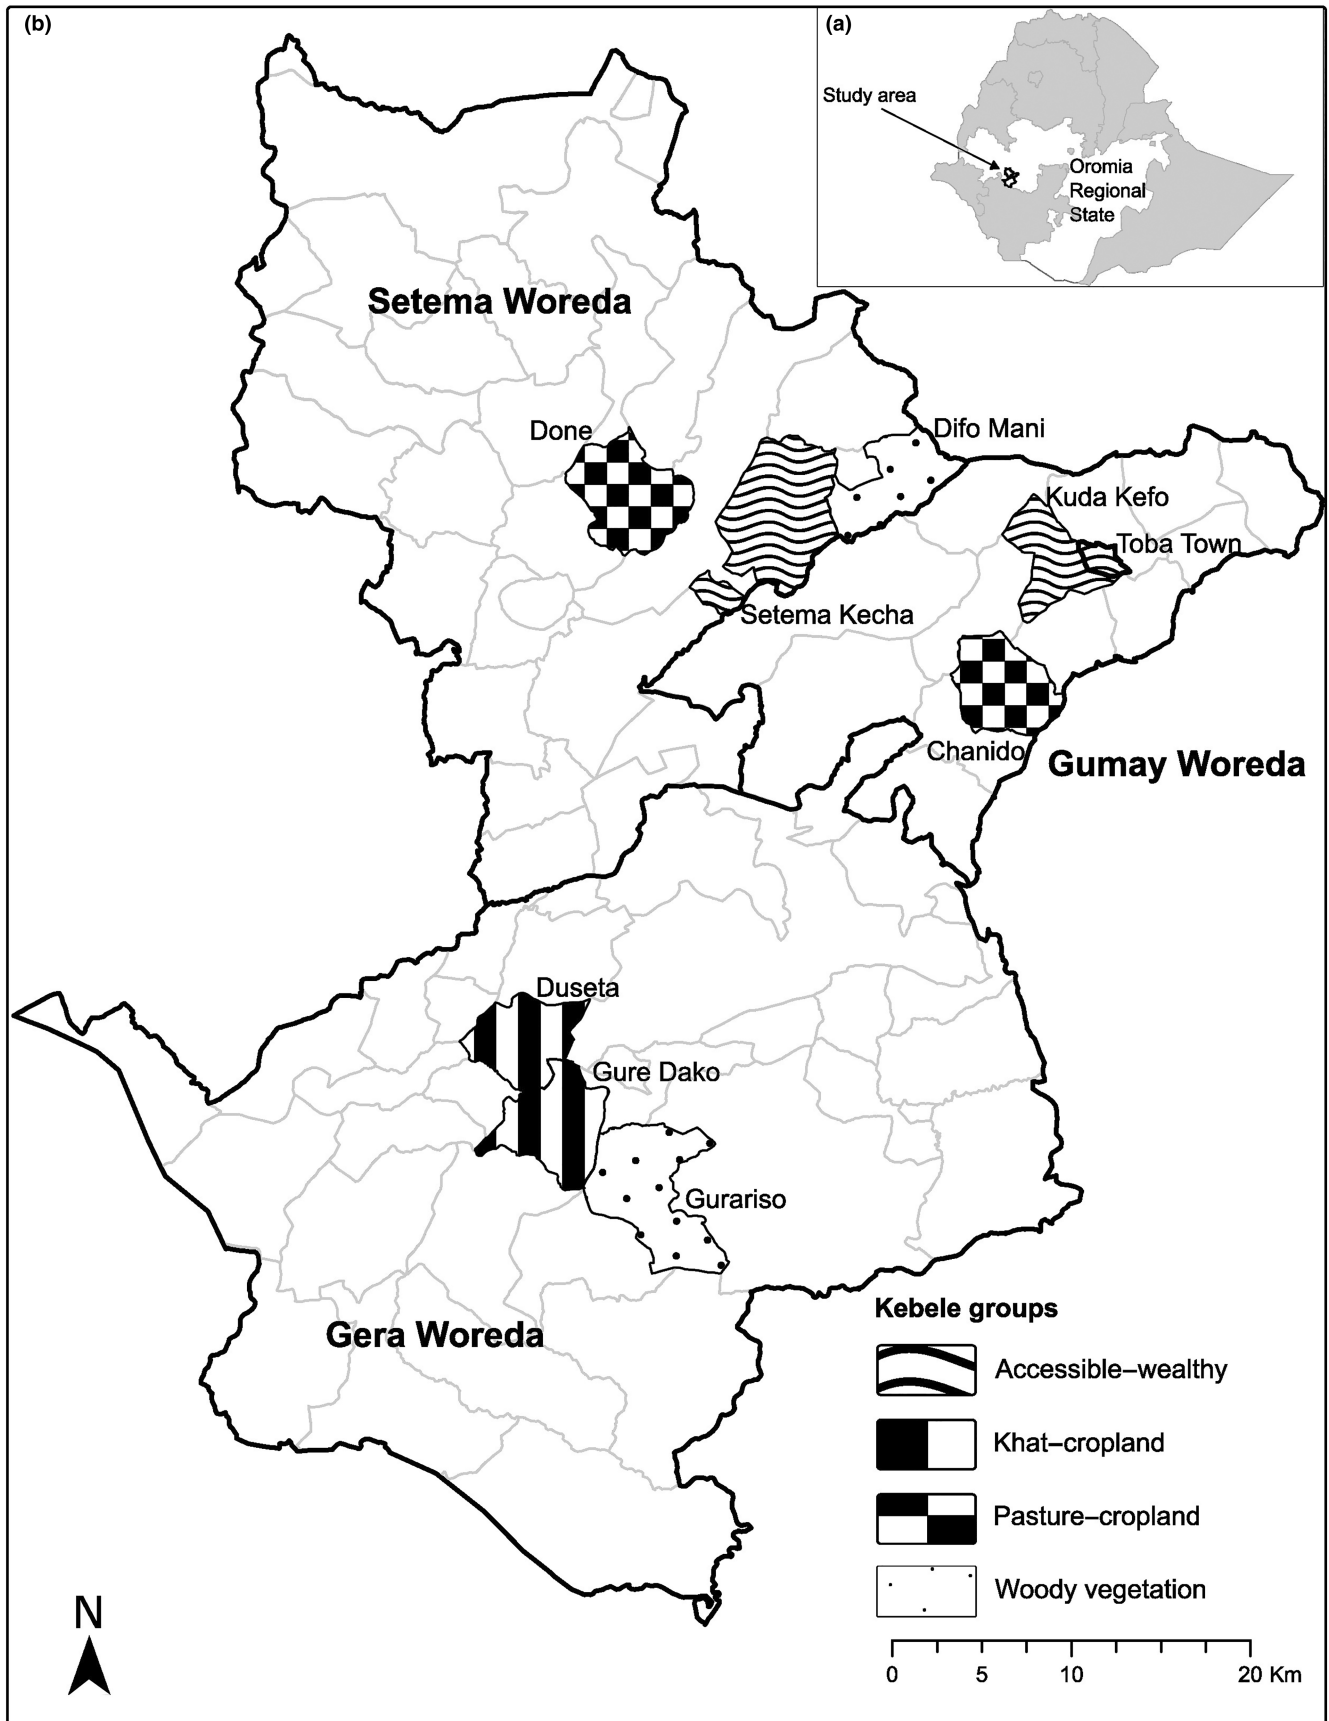 (b)
(a)
Study area
Oromia
Regional
State
Setema Woreda
Done
Difo Mani
Kuda Kefo
Toba Town
Setema Kecha
Chanido
Gumay Woreda
Duseta
Gure Dako
Gurariso
Gera Woreda
Kebele groups
Accessible–wealthy
Khat–cropland
Pasture–cropland
Woody vegetation
N
0 5 10 20 Km